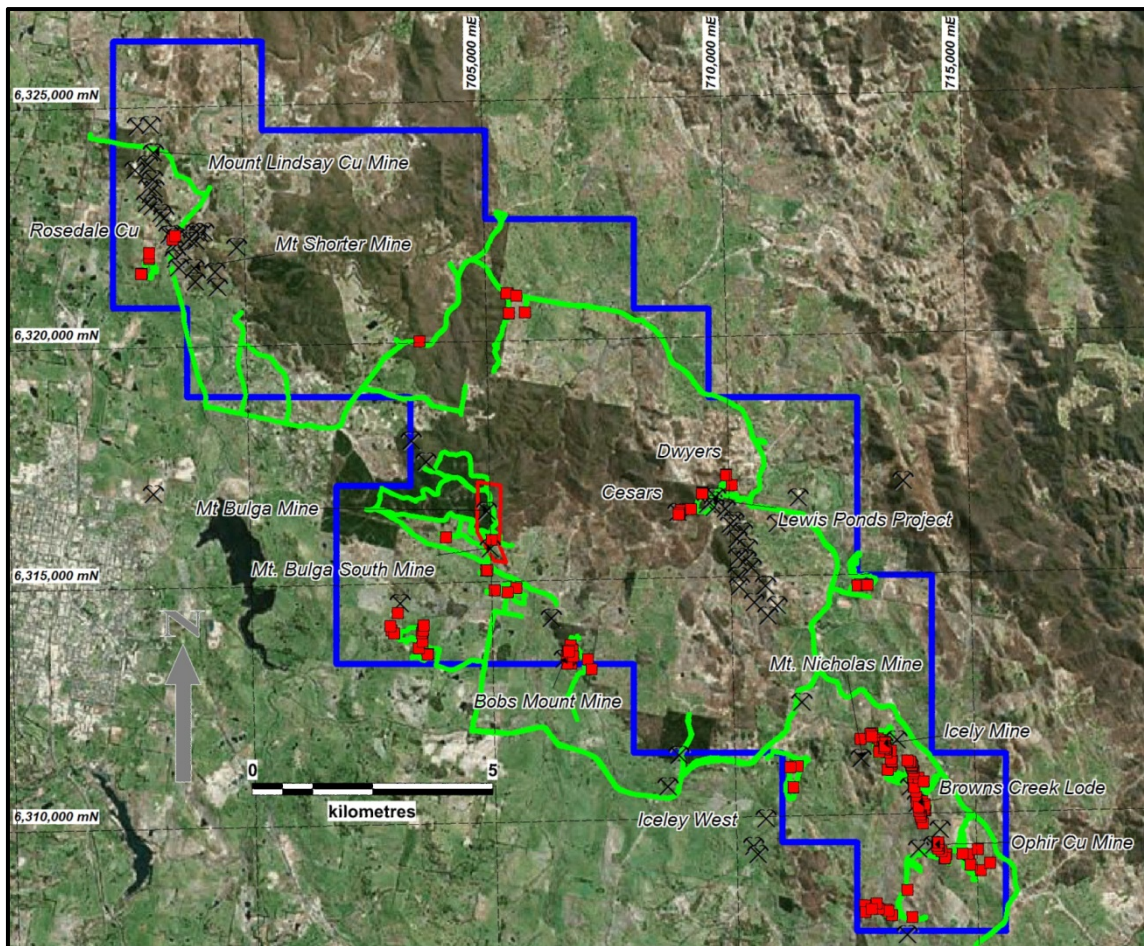 705,000 mE
710,000 mE
715,000 mE
6,325,000 mN
Mount Lindsay Cu Mine
Rosedale Cu
Mt Shorter Mine
6,320,000 mN
Dwyers
Cesars
Mt Bulga Mine
Lewis Ponds Project
Mt. Bulga South Mine
6,315,000 mN
N
Mt. Nicholas Mine
Bobs Mount Mine
Icely Mine
0 5
kilometres
Browns Creek Lode
6,310,000 mN
Iceley West
Ophir Cu Mine